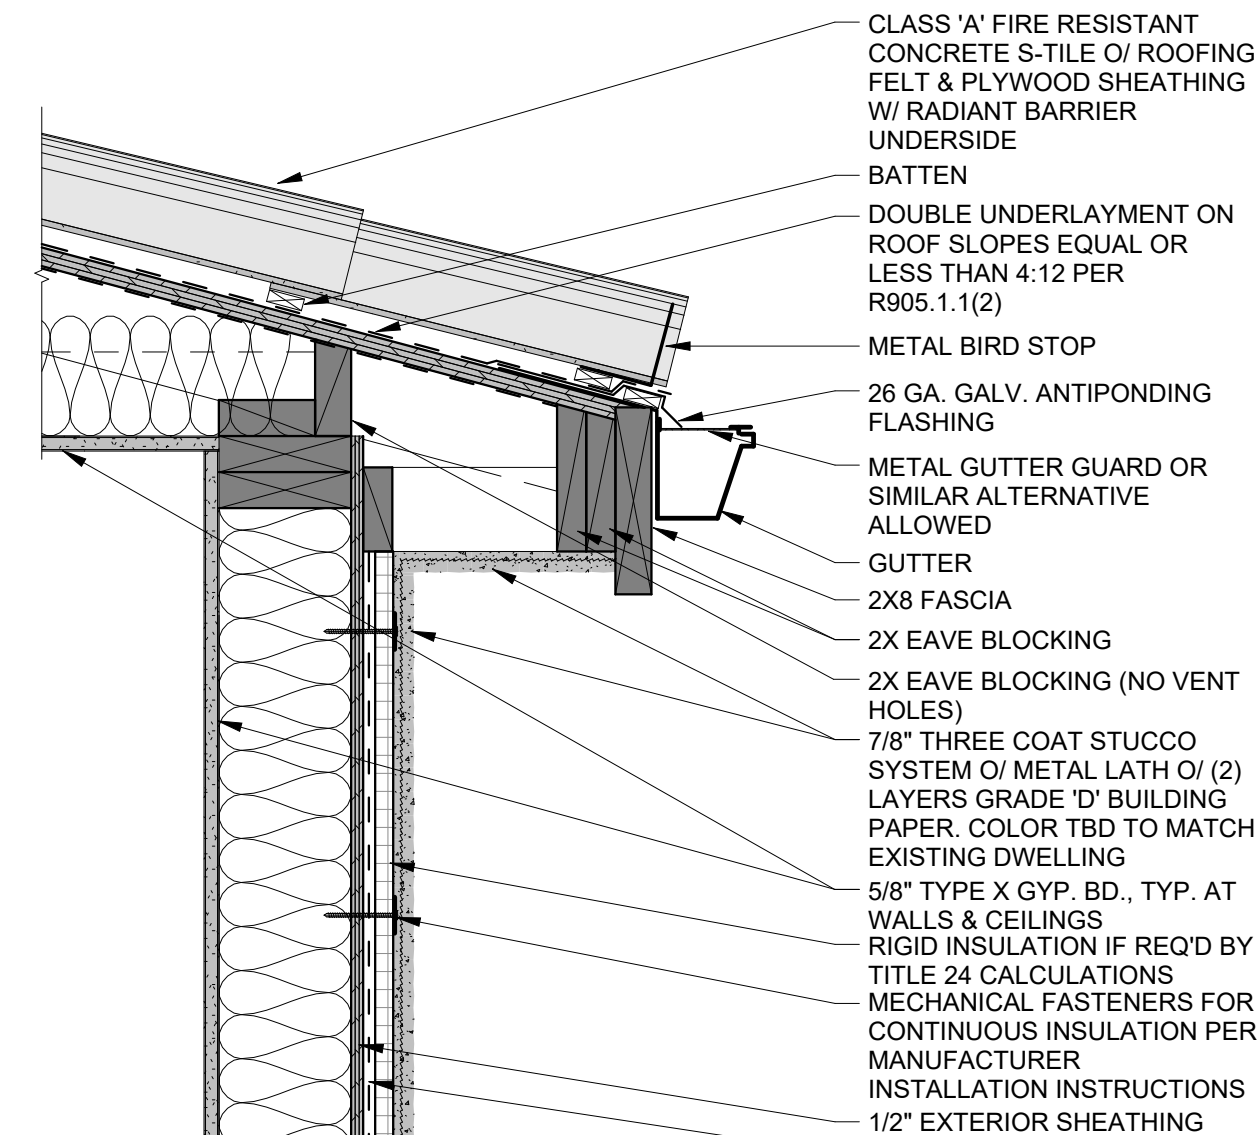 CLASS 'A' FIRE RESISTANT
CONCRETE S-TILE O/ ROOFING
FELT & PLYWOOD SHEATHING
W/ RADIANT BARRIER
UNDERSIDE
BATTEN
DOUBLE UNDERLAYMENT ON
ROOF SLOPES EQUAL OR
LESS THAN 4:12 PER
R905.1.1(2)
METAL BIRD STOP
26 GA. GALV. ANTIPONDING
FLASHING
METAL GUTTER GUARD OR
SIMILAR ALTERNATIVE
ALLOWED
GUTTER
2X8 FASCIA
2X EAVE BLOCKING
2X EAVE BLOCKING (NO VENT
HOLES)
7/8" THREE COAT STUCCO
SYSTEM O/ METAL LATH O/ (2)
LAYERS GRADE 'D' BUILDING
PAPER. COLOR TBD TO MATCH
EXISTING DWELLING
5/8" TYPE X GYP. BD., TYP. AT
WALLS & CEILINGS
RIGID INSULATION IF REQ'D BY
TITLE 24 CALCULATIONS
MECHANICAL FASTENERS FOR
CONTINUOUS INSULATION PER
MANUFACTURER
INSTALLATION INSTRUCTIONS
1/2" EXTERIOR SHEATHING